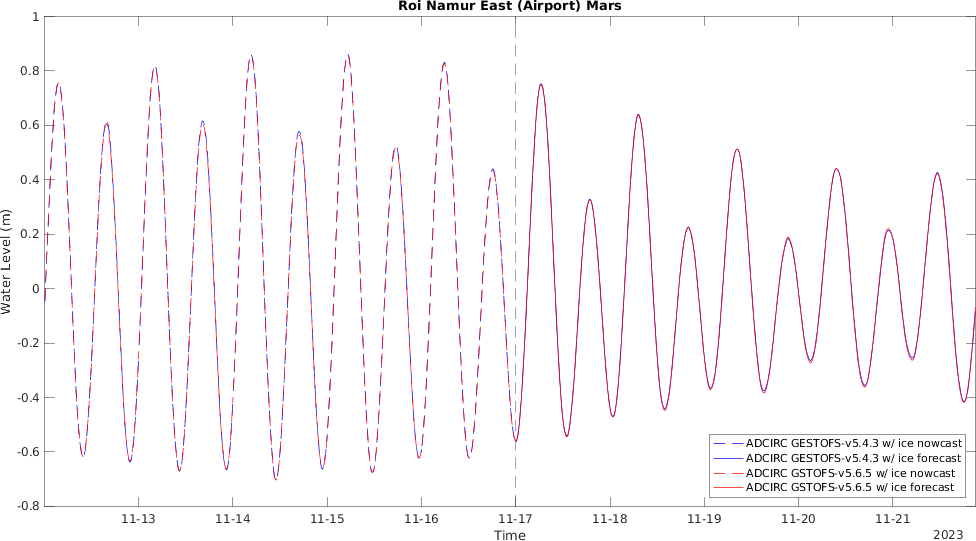 Roi Namur East (Airport) Mars
1
0.8
0.6
0.4
0.2
0
-0.2
-0.4
-0.6
-0.8
Water Level (m)
11-13 11-14 11-15 11-16 11-17 11-18 11-19 11-20 11-21
Time
2023
ADCIRC GESTOFS-v5.4.3 w/ ice nowcast
ADCIRC GESTOFS-v5.4.3 w/ ice forecast
ADCIRC GSTOFS-v5.6.5 w/ ice nowcast
ADCIRC GSTOFS-v5.6.5 w/ ice forecast